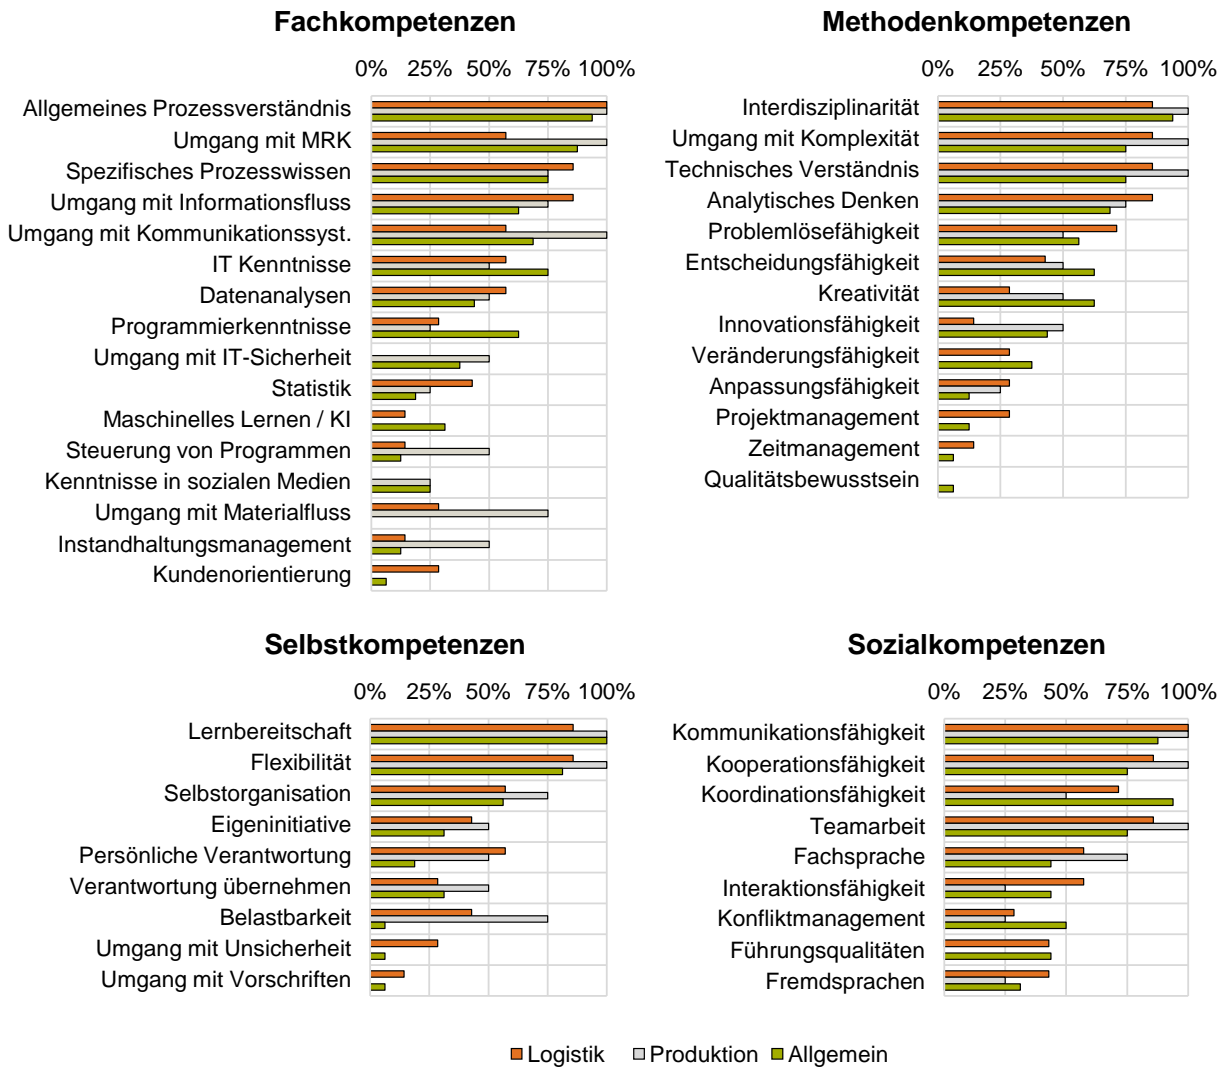 Fachkompetenzen
0% 25% 50% 75% 100%
Allgemeines Prozessverständnis
Umgang mit MRK
Spezifisches Prozesswissen
Umgang mit Informationsfluss
Umgang mit Kommunikationssyst.
IT Kenntnisse
Datenanalysen
Programmierkenntnisse
Umgang mit IT-Sicherheit
Statistik
Maschinelles Lernen / KI
Steuerung von Programmen
Kenntnisse in sozialen Medien
Umgang mit Materialfluss
Instandhaltungsmanagement
Kundenorientierung
Methodenkompetenzen
0% 25% 50% 75% 100%
Interdisziplinarität
Umgang mit Komplexität
Technisches Verständnis
Analytisches Denken
Problemlösefähigkeit
Entscheidungsfähigkeit
Kreativität
Innovationsfähigkeit
Veränderungsfähigkeit
Anpassungsfähigkeit
Projektmanagement
Zeitmanagement
Qualitätsbewusstsein
Selbstkompetenzen
0% 25% 50% 75% 100%
Lernbereitschaft
Flexibilität
Selbstorganisation
Eigeninitiative
Persönliche Verantwortung
Verantwortung übernehmen
Belastbarkeit
Umgang mit Unsicherheit
Umgang mit Vorschriften
Sozialkompetenzen
0% 25% 50% 75% 100%
Kommunikationsfähigkeit
Kooperationsfähigkeit
Koordinationsfähigkeit
Teamarbeit
Fachsprache
Interaktionsfähigkeit
Konfliktmanagement
Führungsqualitäten
Fremdsprachen
Logistik Produktion Allgemein